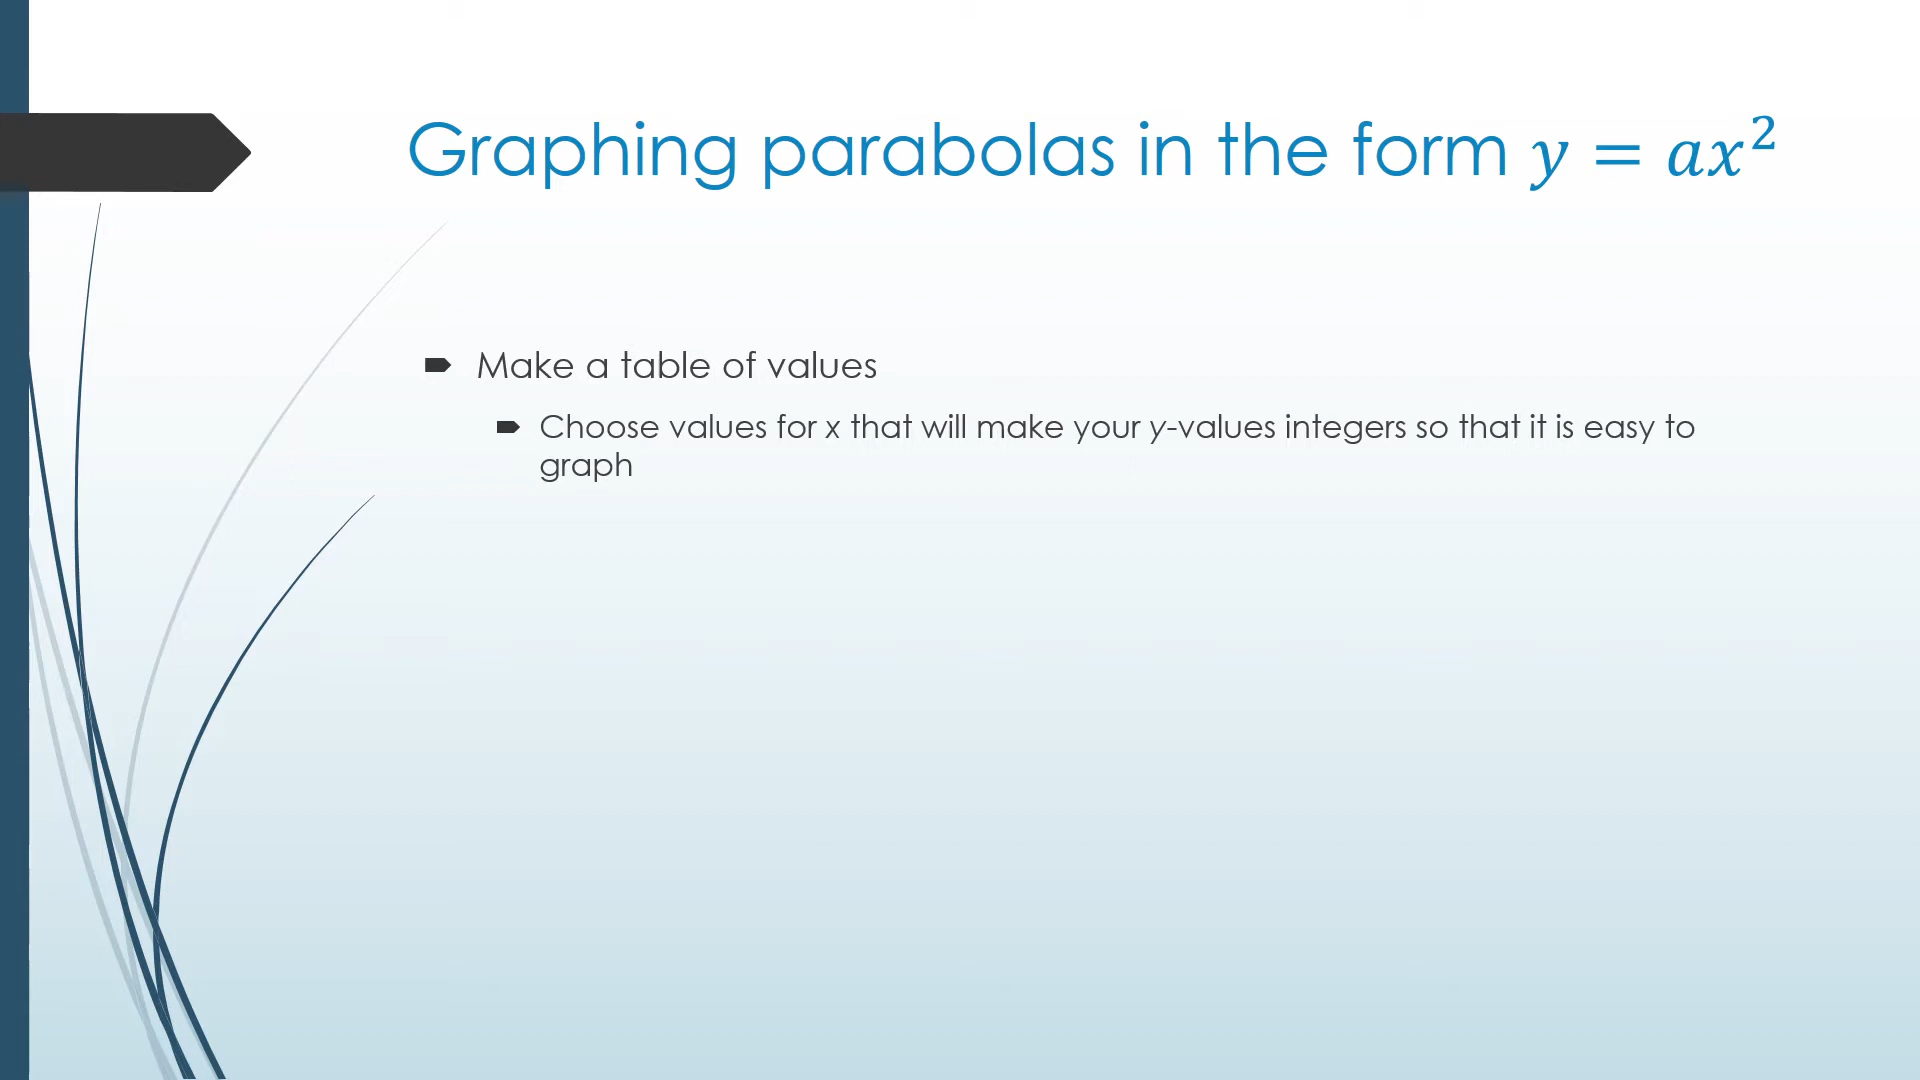 Graphing parabolas in the form y = ax²
Make a table of values
Choose values for x that will make your y-values integers so that it is easy to
graph